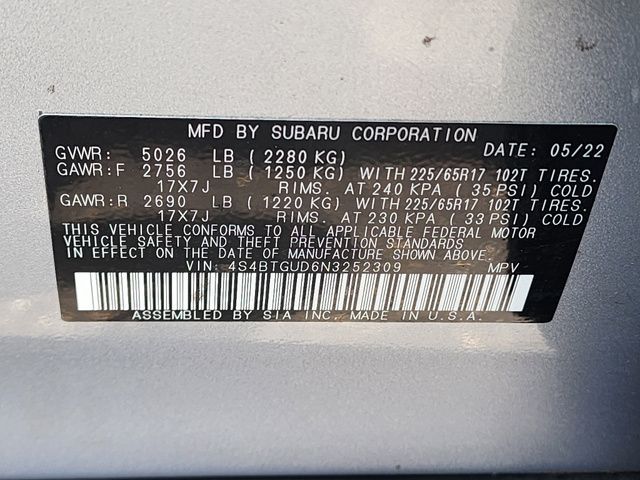 MFD BY SUBARU CORPORATION
GVWR: 5026 LB ( 2280 KG) DATE: 05/22
GAWR:F 2756 LB ( 1250 KG) WITH 225/65R17 102T TIRES.
17X7J RIMS. AT 240 KPA ( 35 PSI) COLD
GAWR:R 2690 LB ( 1220 KG) WITH 225/65R17 102T TIRES.
17X7J RIMS. AT 230 KPA ( 33 PSI) COLD
THIS VEHICLE CONFORMS TO ALL APPLICABLE FEDERAL MOTOR
VEHICLE SAFETY AND THEFT PREVENTION STANDARDS
IN EFFECT ON THE DATE OF MANUFACTURE SHOWN ABOVE.
VIN: 4S4BTGUD6N3252309 MPV
ASSEMBLED BY SIA INC. MADE IN U.S.A.